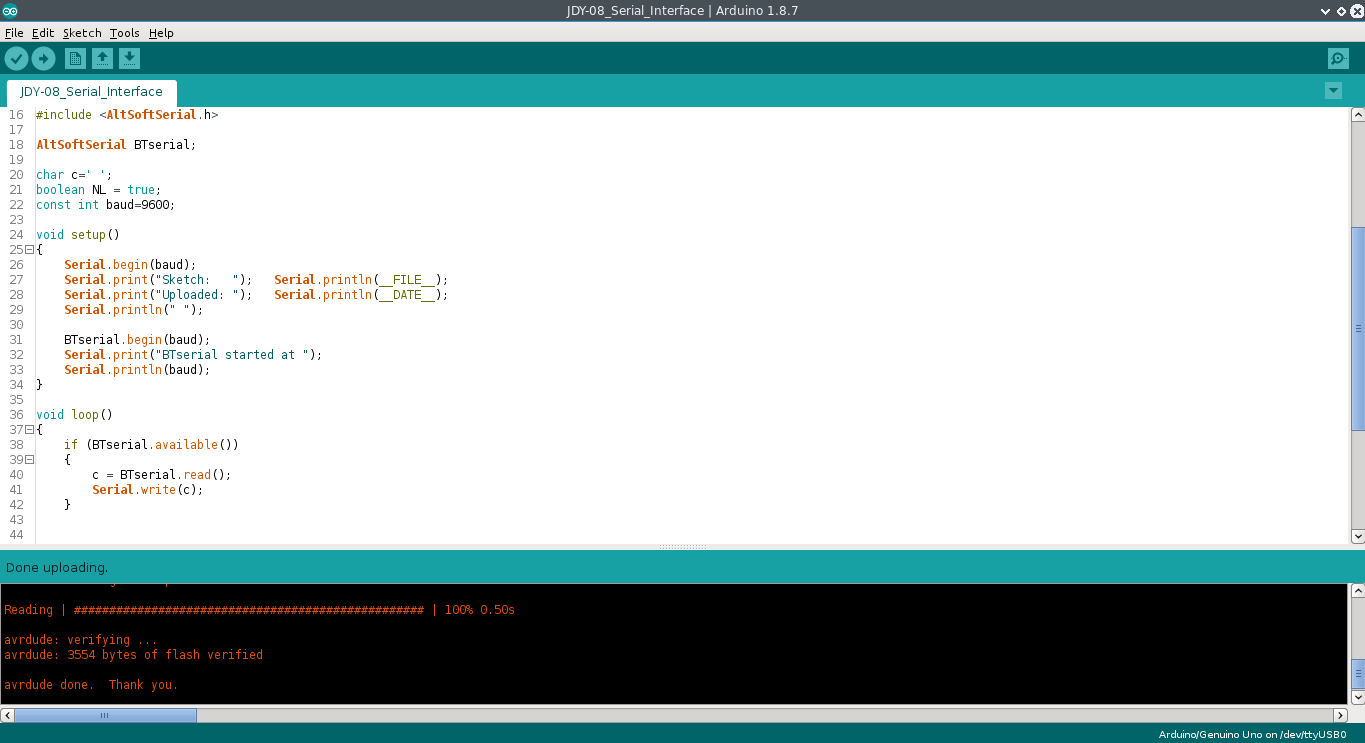 JDY-08_Serial_Interface | Arduino 1.8.7
File Edit Sketch Tools Help
JDY-08_Serial_Interface
16 #include <AltSoftSerial.h>
17
18 AltSoftSerial BTserial;
19
20 char c=' ';
21 boolean NL = true;
22 const int baud=9600;
23
24 void setup()
25 {
26     Serial.begin(baud);
27     Serial.print("Sketch:   ");   Serial.println(__FILE__);
28     Serial.print("Uploaded: ");   Serial.println(__DATE__);
29     Serial.println(" ");
30
31     BTserial.begin(baud);
32     Serial.print("BTserial started at ");
33     Serial.println(baud);
34 }
35
36 void loop()
37 {
38     if (BTserial.available())
39     {
40         c = BTserial.read();
41         Serial.write(c);
42     }
43
44
Done uploading.
Reading | ################################################## | 100% 0.50s
avrdude: verifying ...
avrdude: 3554 bytes of flash verified
avrdude done.  Thank you.
Arduino/Genuino Uno on /dev/ttyUSB0